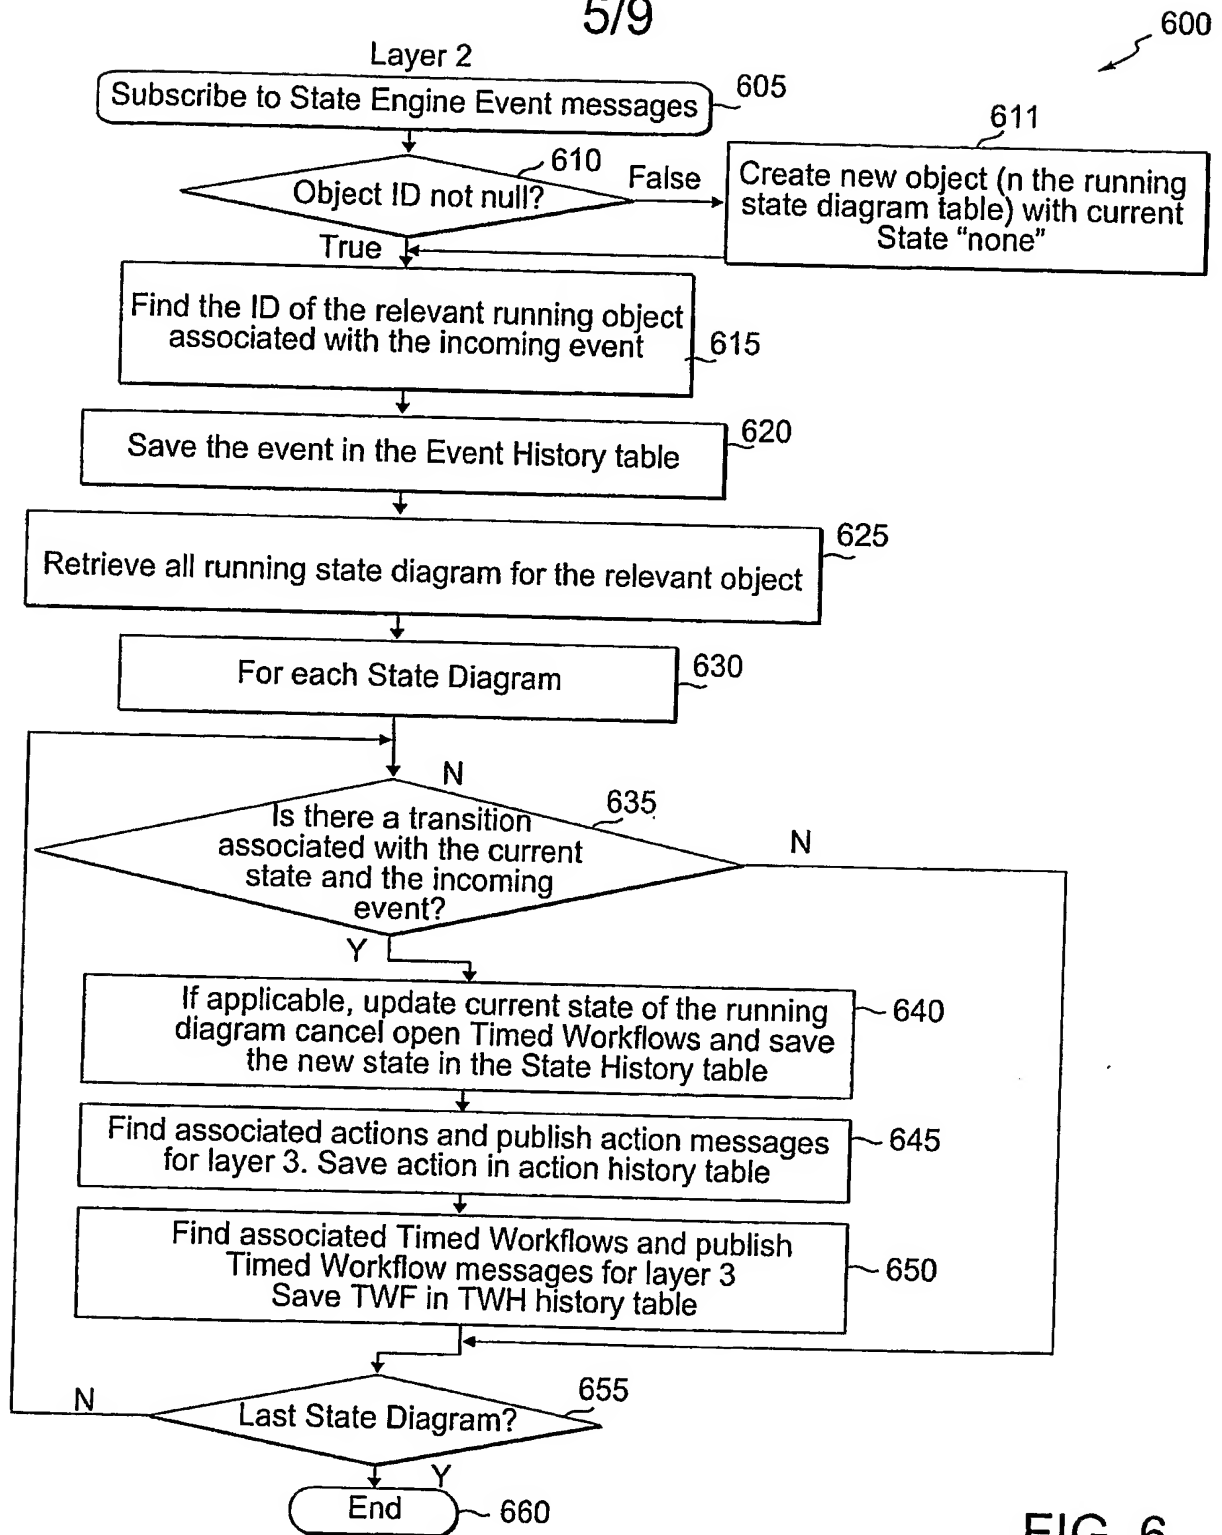 5/9
600
Layer 2
Subscribe to State Engine Event messages
605
611
610
Object ID not null?
False
Create new object (n the running
state diagram table) with current
State “none”
True
Find the ID of the relevant running object
associated with the incoming event
615
Save the event in the Event History table
620
Retrieve all running state diagram for the relevant object
625
For each State Diagram
630
N
635
Is there a transition
associated with the current
state and the incoming
event?
N
Y
If applicable, update current state of the running
diagram cancel open Timed Workflows and save
the new state in the State History table
640
Find associated actions and publish action messages
for layer 3. Save action in action history table
645
Find associated Timed Workflows and publish
Timed Workflow messages for layer 3
Save TWF in TWH history table
650
N
Last State Diagram?
655
Y
End
660
FIG. 6